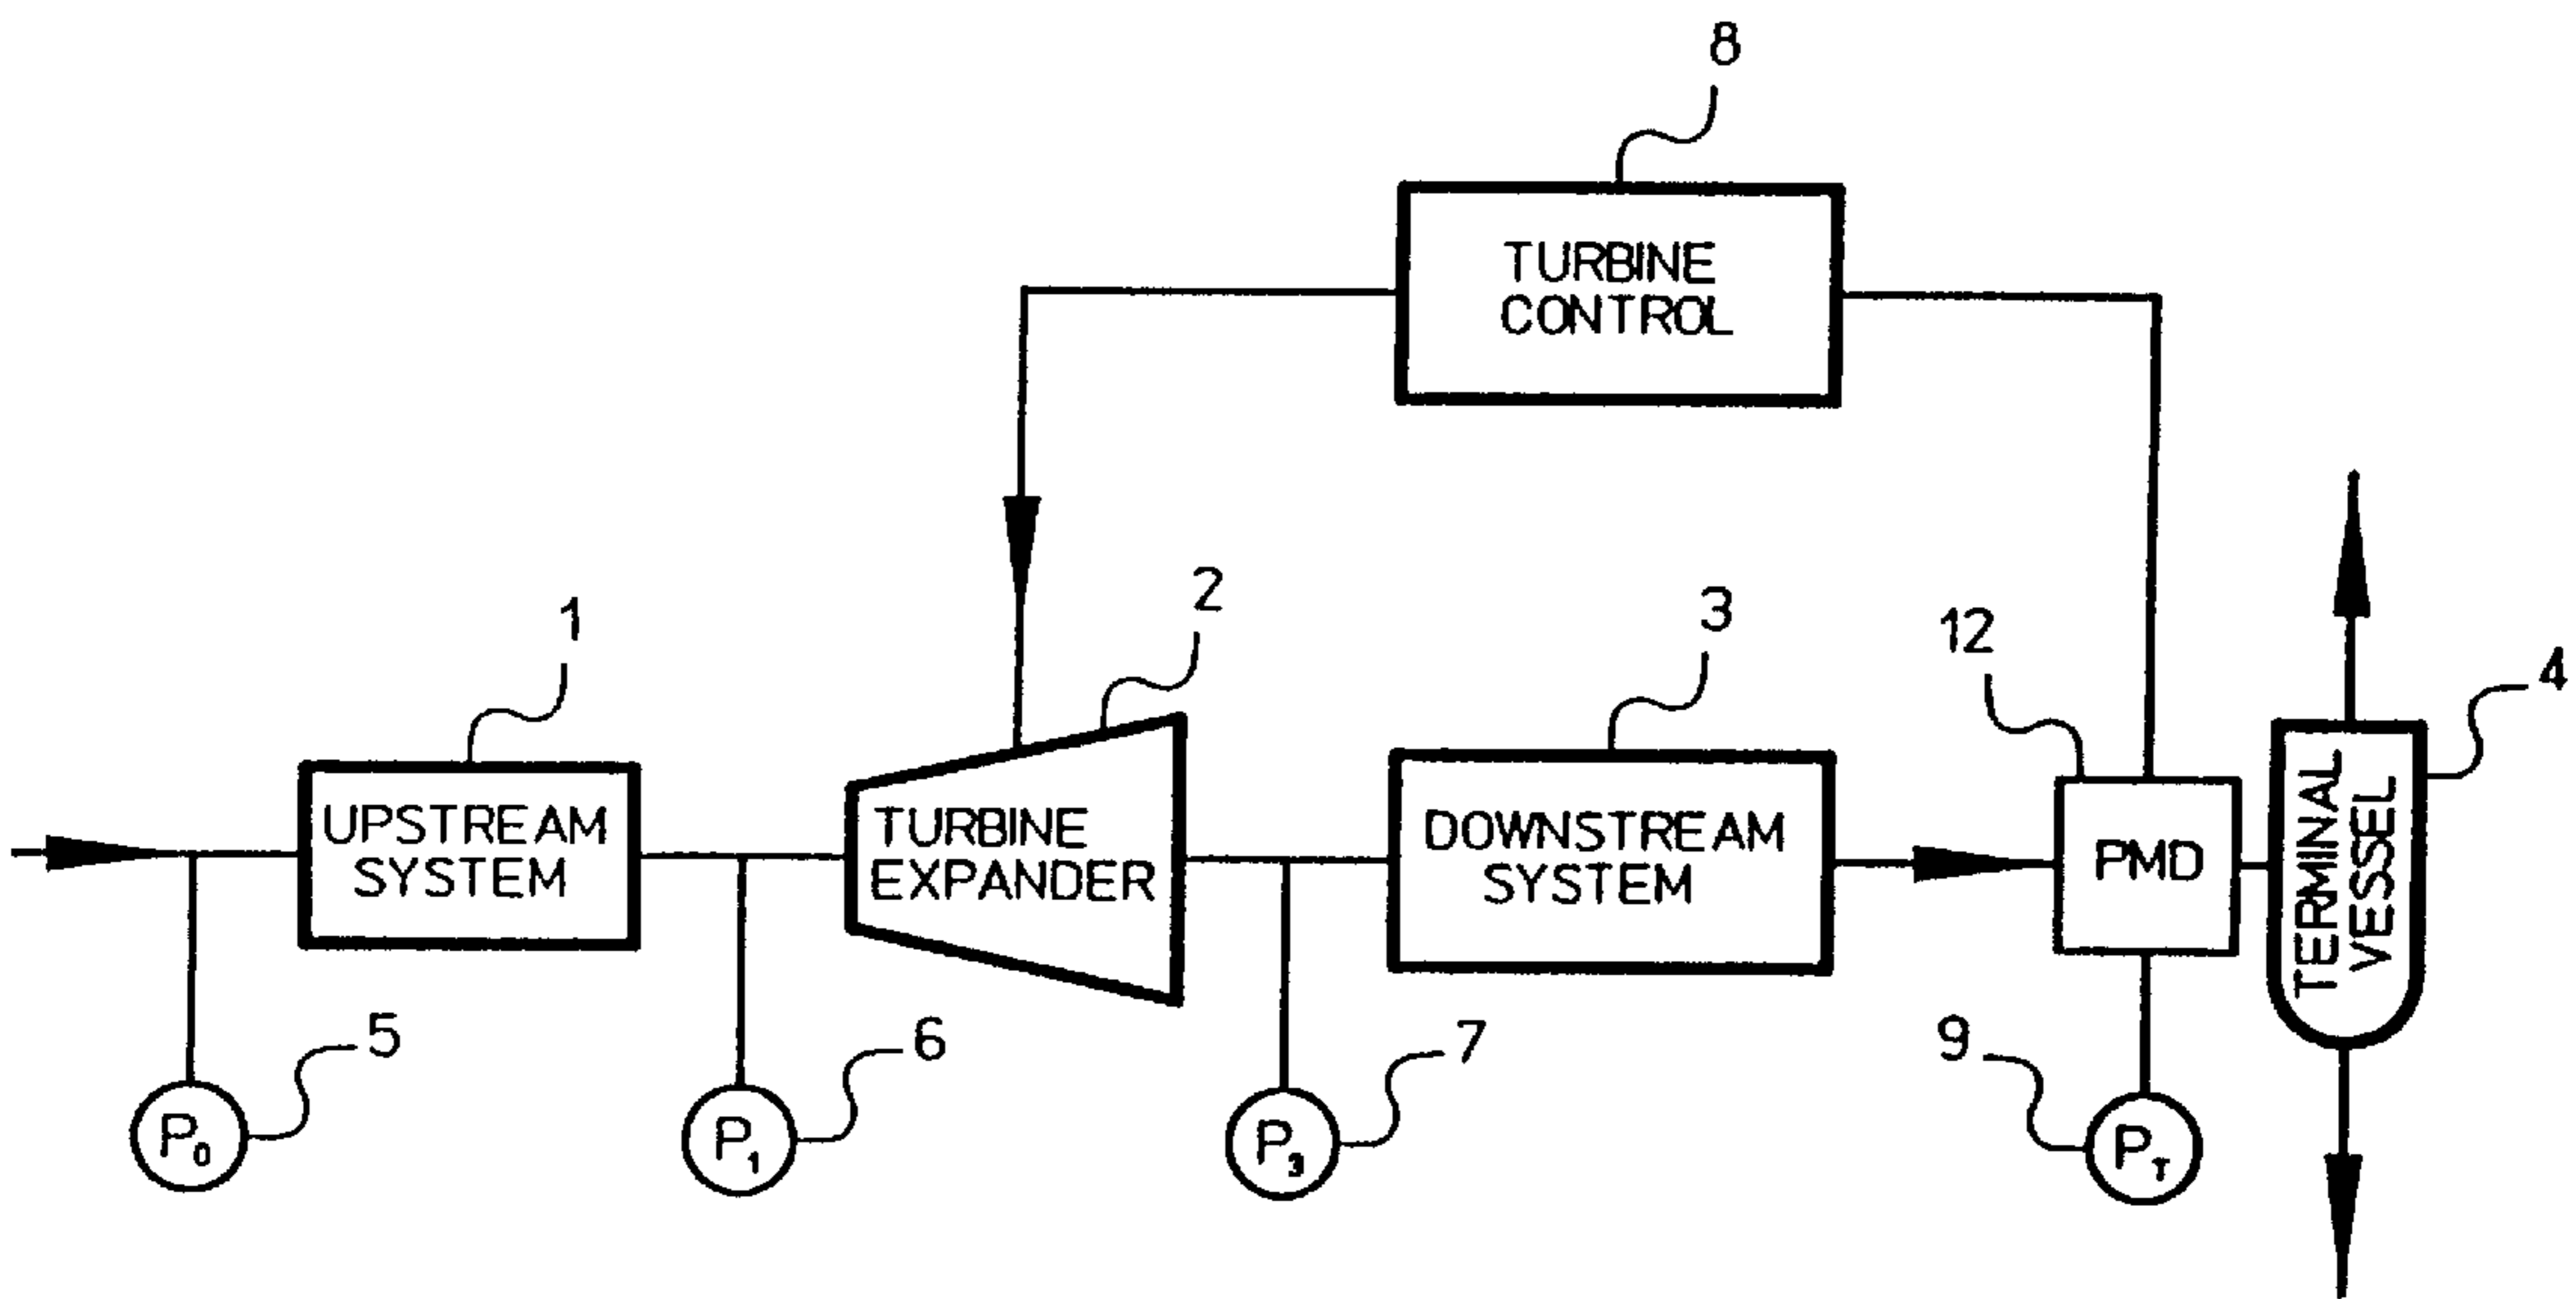 8
TURBINE
CONTROL
1
2
3
12
4
UPSTREAM
SYSTEM
TURBINE
EXPANDER
DOWNSTREAM
SYSTEM
PMD
TERMINAL
VESSEL
5
6
7
9
P₀
P₁
P₃
P_T